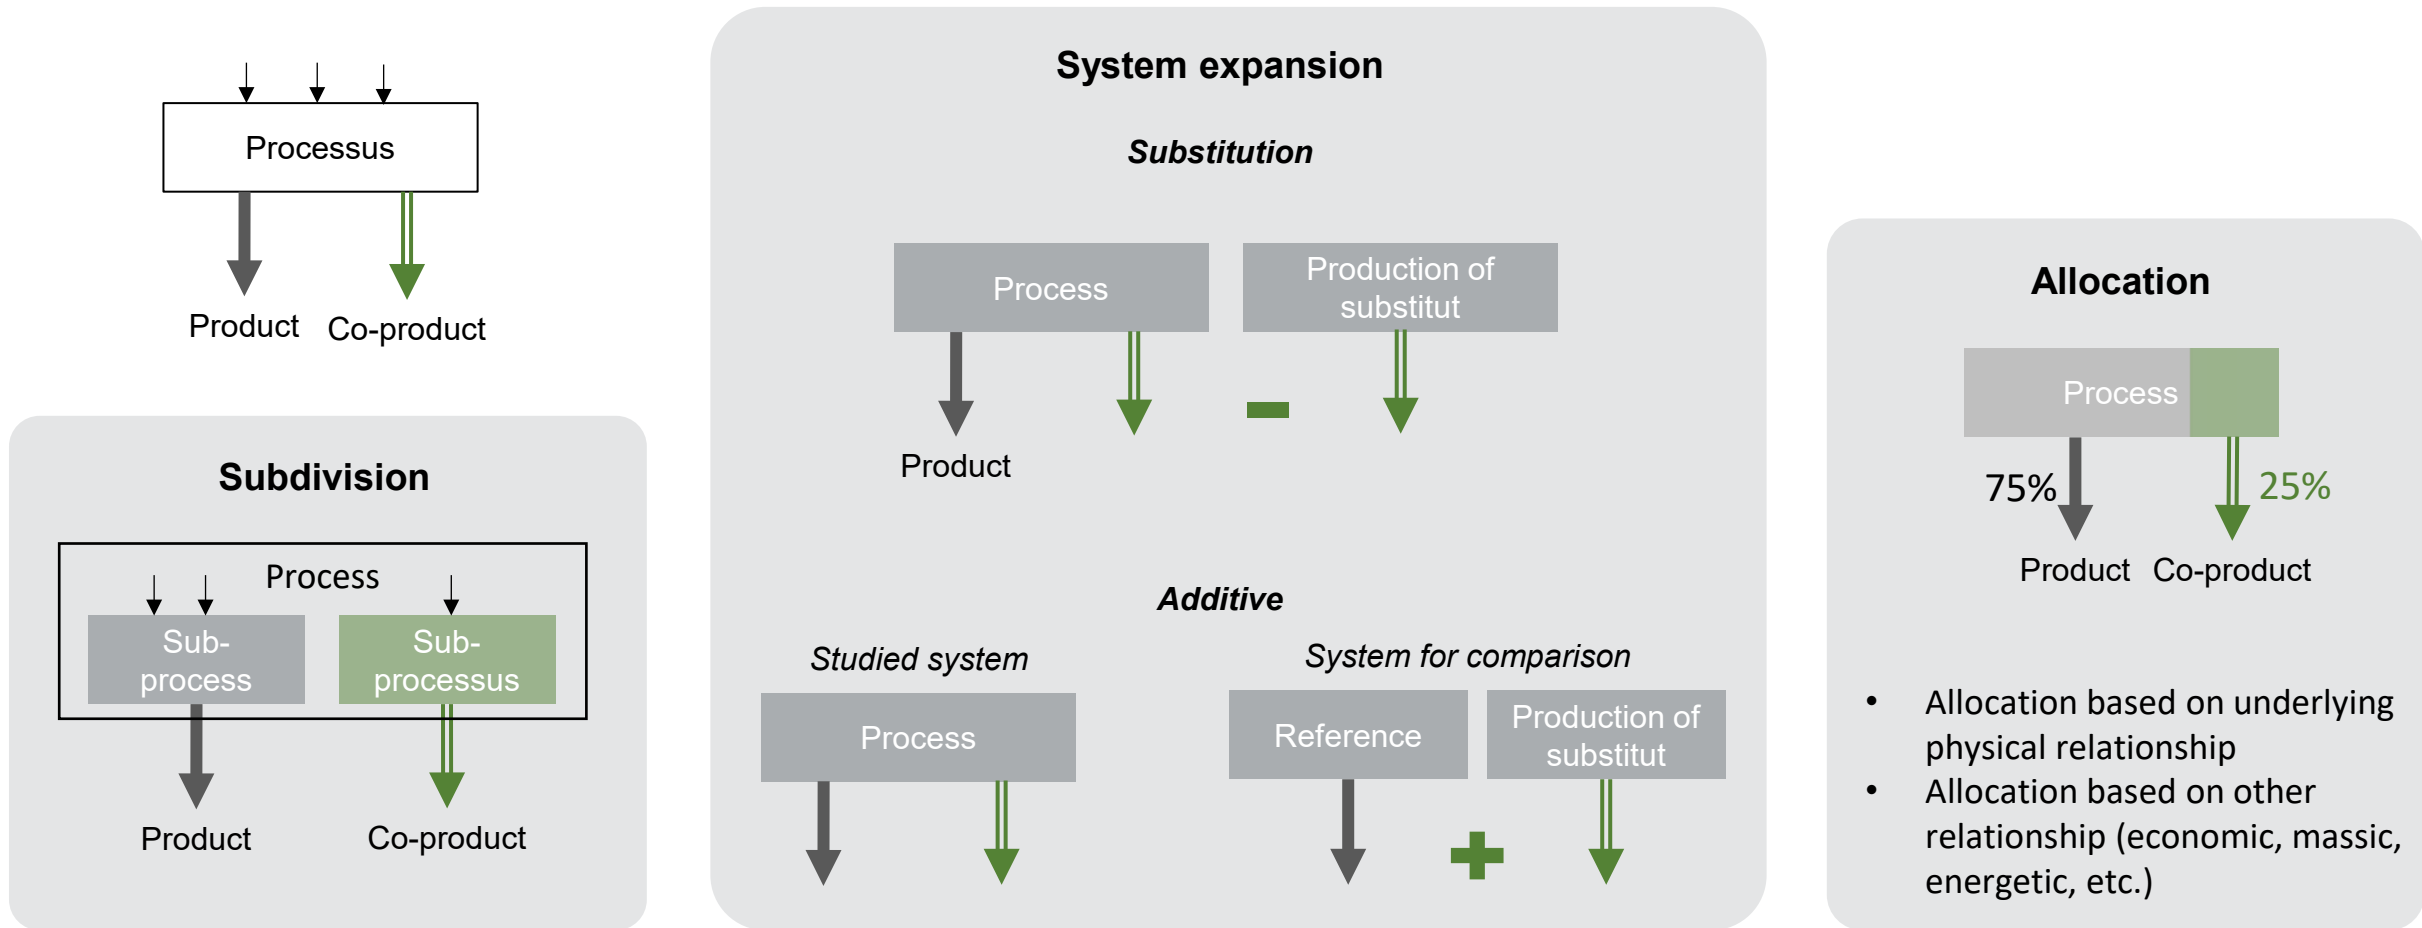 Processus
Product
Co-product
Subdivision
Process
Sub-
process
Sub-
processus
Product
Co-product
System expansion
Substitution
Process
Production of
substitut
Product
Additive
Studied system
System for comparison
Process
Reference
Production of
substitut
Allocation
Process
75%
25%
Product
Co-product
• Allocation based on underlying
physical relationship
• Allocation based on other
relationship (economic, massic,
energetic, etc.)